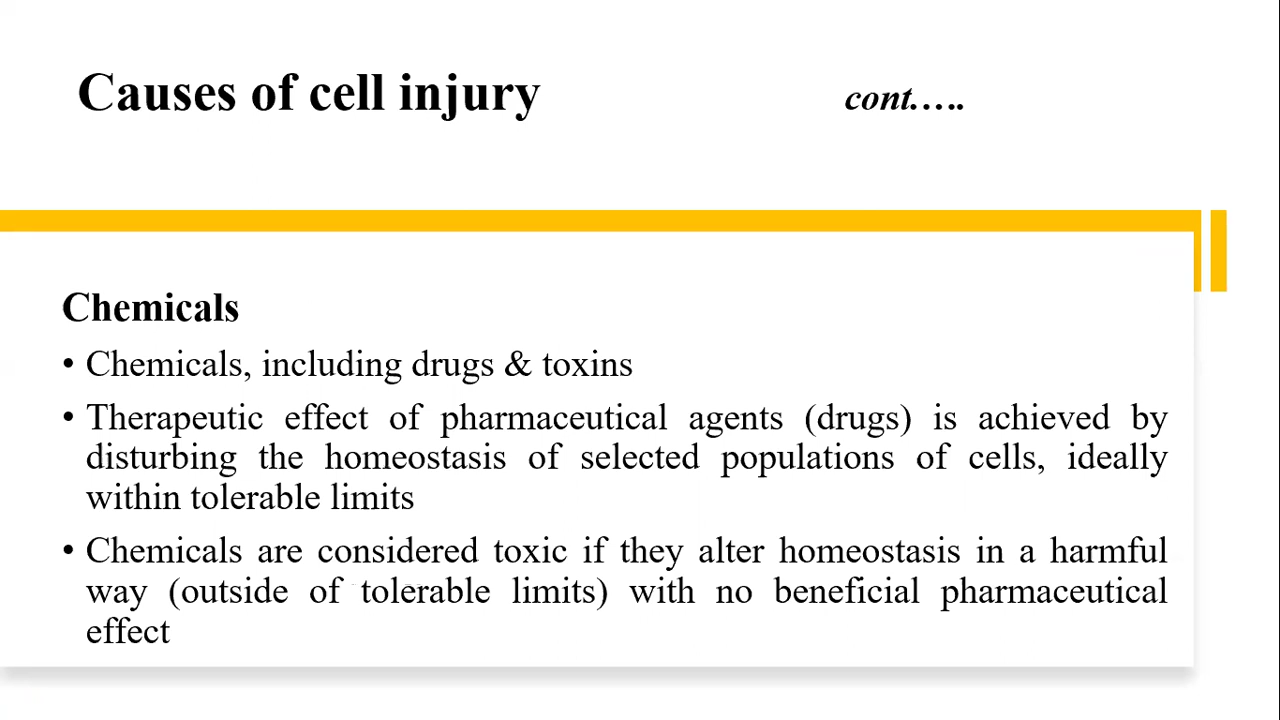 Causes of cell injury cont.….
Chemicals
• Chemicals, including drugs & toxins
• Therapeutic effect of pharmaceutical agents (drugs) is achieved by
disturbing the homeostasis of selected populations of cells, ideally
within tolerable limits
• Chemicals are considered toxic if they alter homeostasis in a harmful
way (outside of tolerable limits) with no beneficial pharmaceutical
effect